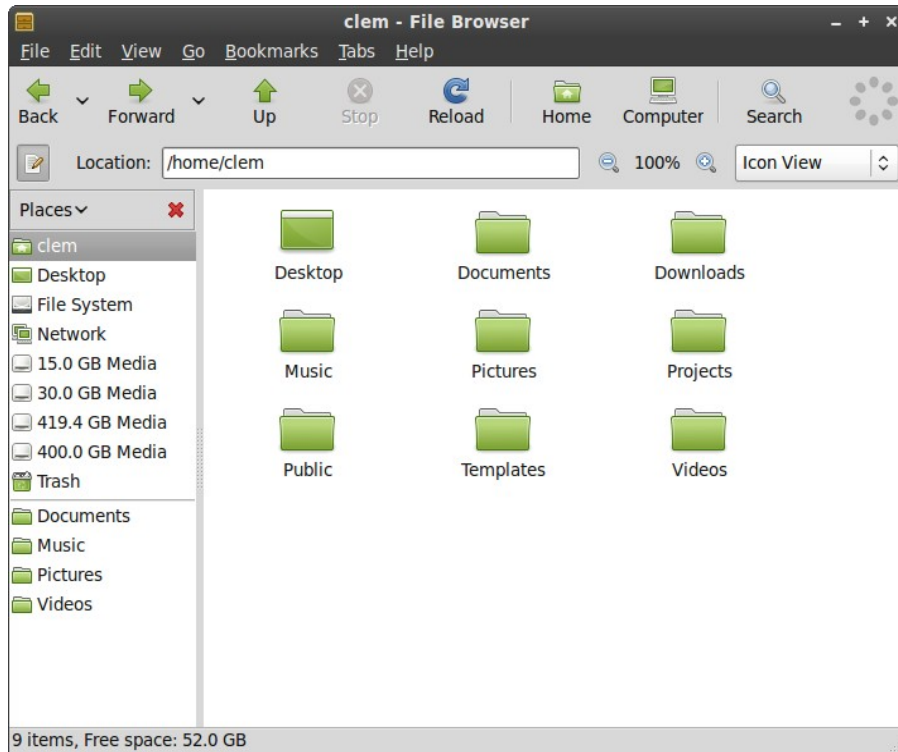 clem - File Browser
File Edit View Go Bookmarks Tabs Help
Back Forward Up Stop Reload Home Computer Search
Location: /home/clem 100% Icon View
Places
clem
Desktop
File System
Network
15.0 GB Media
30.0 GB Media
419.4 GB Media
400.0 GB Media
Trash
Documents
Music
Pictures
Videos
Desktop Documents Downloads
Music Pictures Projects
Public Templates Videos
9 items, Free space: 52.0 GB